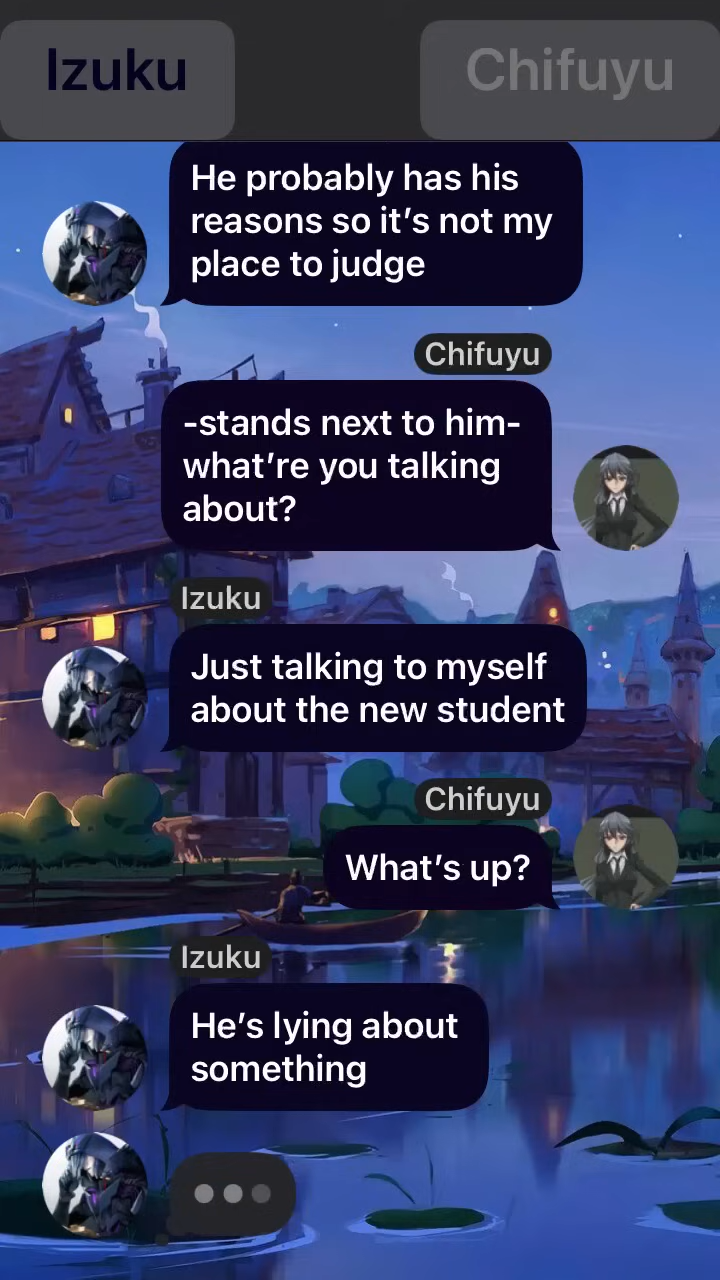 Izuku
Chifuyu
He probably has his
reasons so it’s not my
place to judge
Chifuyu
-stands next to him-
what’re you talking
about?
Izuku
Just talking to myself
about the new student
Chifuyu
What’s up?
Izuku
He’s lying about
something